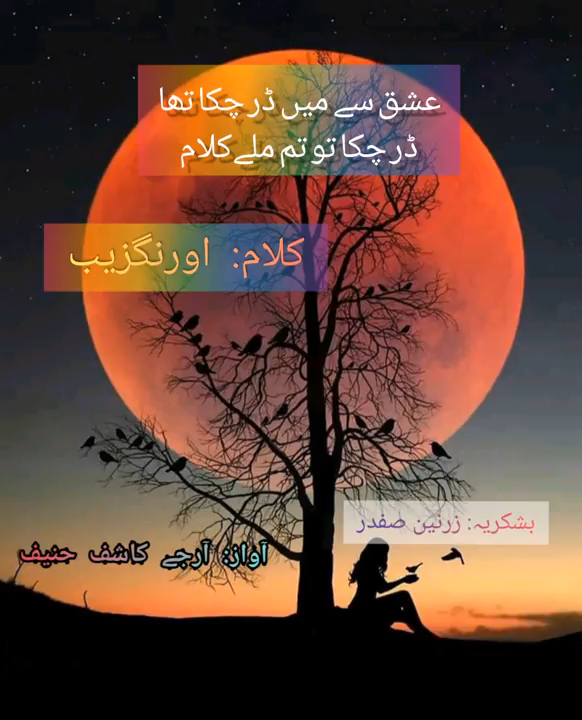 عشق سے میں ڈر چکا تھا
ڈر چکا تو تم ملے کلام
کلام: اورنگزیب
بشکریہ: زرنین صفدر
آواز: آرجے کاشف حنیف